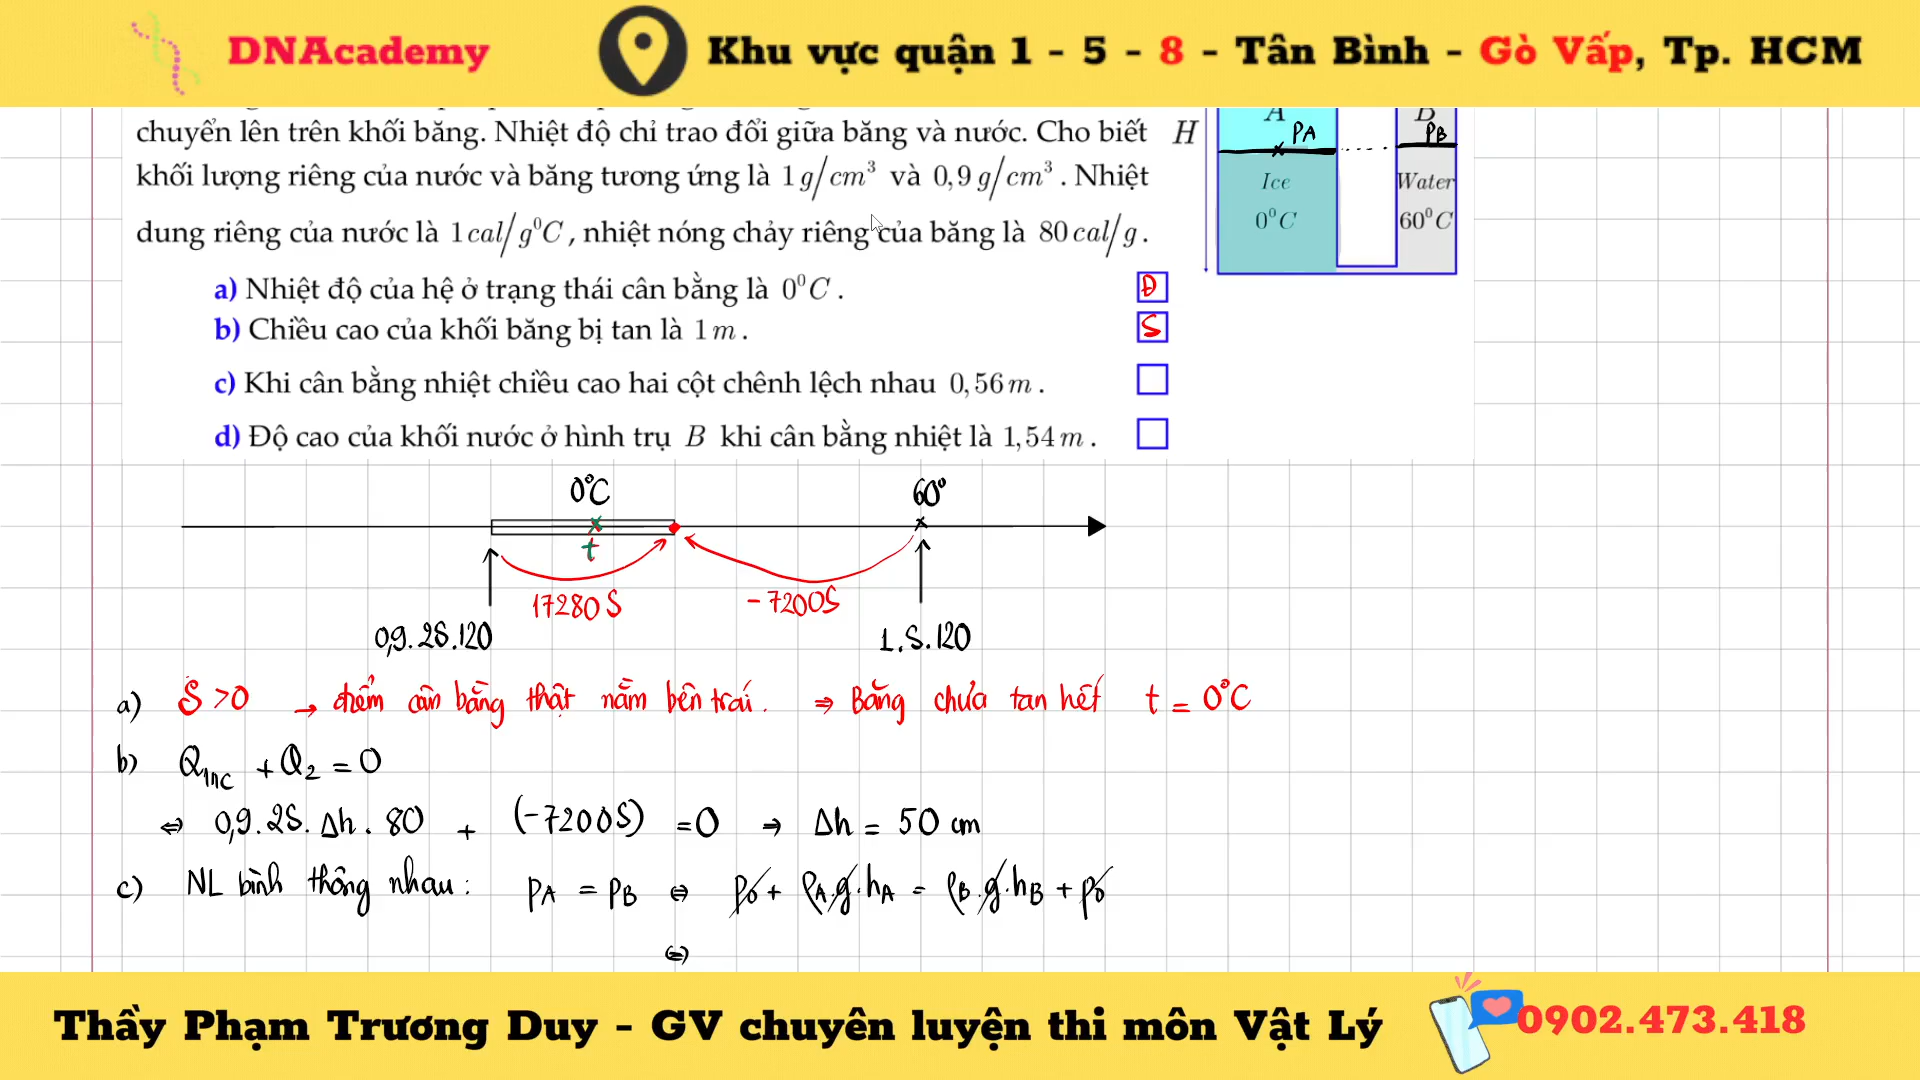 DNAcademy Khu vực quận 1 - 5 - 8 - Tân Bình - Gò Vấp, Tp. HCM
chuyển lên trên khối băng. Nhiệt độ chỉ trao đổi giữa băng và nước. Cho biết
khối lượng riêng của nước và băng tương ứng là 1 g/cm³ và 0,9 g/cm³. Nhiệt
dung riêng của nước là 1 cal/g⁰C, nhiệt nóng chảy riêng của băng là 80 cal/g.
H A B
PA PB
Ice Water
0⁰C 60⁰C
a) Nhiệt độ của hệ ở trạng thái cân bằng là 0⁰C. Đ
b) Chiều cao của khối băng bị tan là 1 m. S
c) Khi cân bằng nhiệt chiều cao hai cột chênh lệch nhau 0,56 m.
d) Độ cao của khối nước ở hình trụ B khi cân bằng nhiệt là 1,54 m.
0°C 60°
t
17280S - 7200S
0,9.2S.120 1.S.120
a) S > 0 → điểm cân bằng thật nằm bên trái. ⇒ Băng chưa tan hết t = 0°C
b) Q1nc + Q2 = 0
⇔ 0,9.2S.Δh.80 + (-7200S) = 0 ⇒ Δh = 50 cm
c) NL bình thông nhau: pA = pB ⇔ p0 + ρA.g.hA = ρB.g.hB + p0
⇔
Thầy Phạm Trương Duy - GV chuyên luyện thi môn Vật Lý 0902.473.418